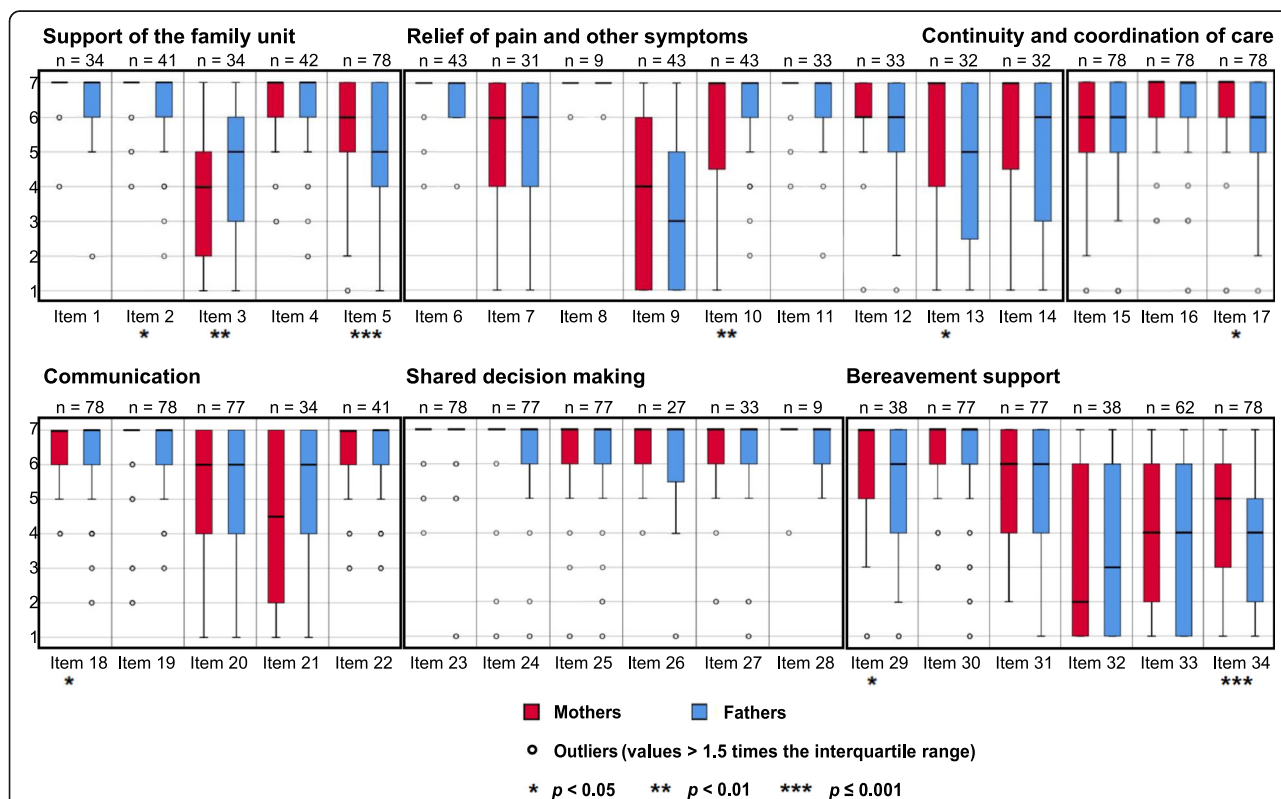 Support of the family unit Relief of pain and other symptoms Continuity and coordination of care
n = 34 n = 41 n = 34 n = 42 n = 78 n = 43 n = 31 n = 9 n = 43 n = 43 n = 33 n = 33 n = 32 n = 32 n = 78 n = 78 n = 78
7
6
5
4
3
2
1
Item 1 Item 2 Item 3 Item 4 Item 5 Item 6 Item 7 Item 8 Item 9 Item 10 Item 11 Item 12 Item 13 Item 14 Item 15 Item 16 Item 17
* ** *** ** * *
Communication Shared decision making Bereavement support
n = 78 n = 78 n = 77 n = 34 n = 41 n = 78 n = 77 n = 77 n = 27 n = 33 n = 9 n = 38 n = 77 n = 77 n = 38 n = 62 n = 78
7
6
5
4
3
2
1
Item 18 Item 19 Item 20 Item 21 Item 22 Item 23 Item 24 Item 25 Item 26 Item 27 Item 28 Item 29 Item 30 Item 31 Item 32 Item 33 Item 34
* * ***
Mothers Fathers
Outliers (values > 1.5 times the interquartile range)
* p < 0.05 ** p < 0.01 *** p ≤ 0.001